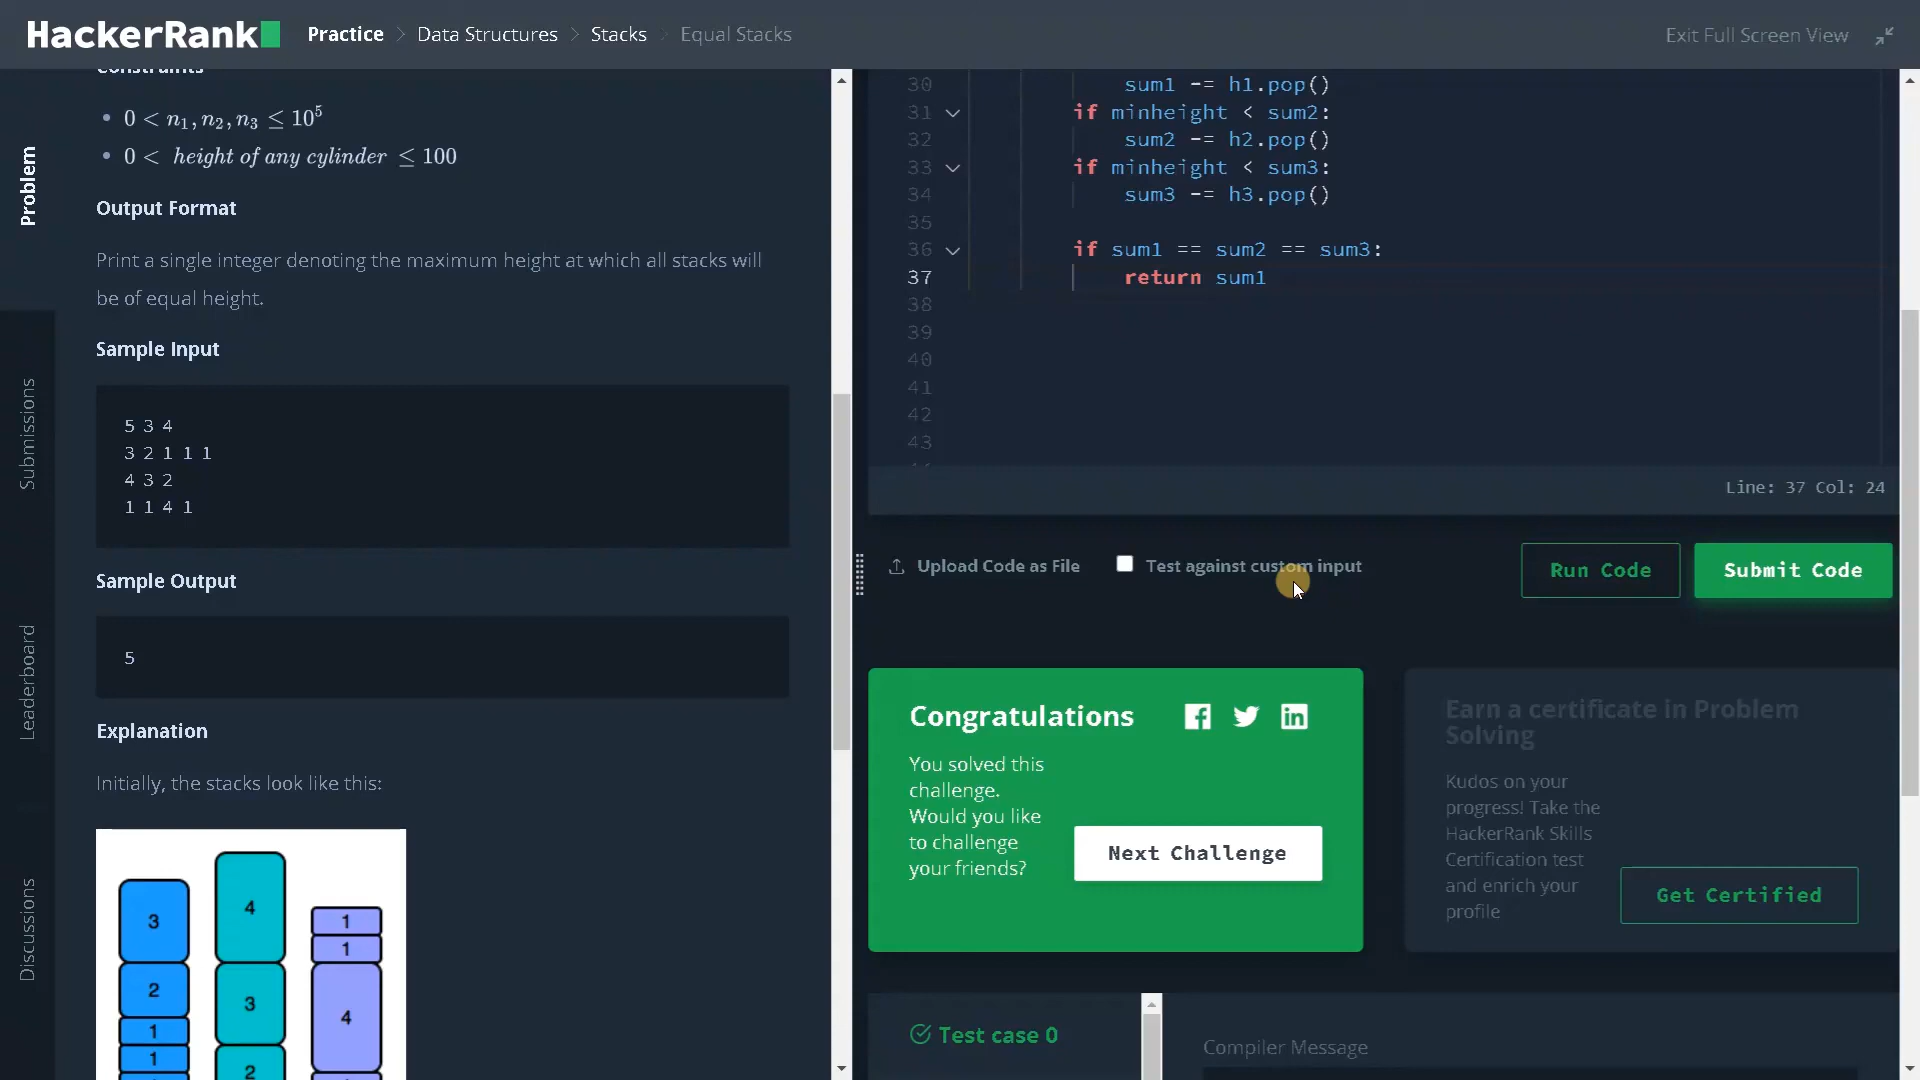 HackerRank
Practice > Data Structures > Stacks > Equal Stacks
Exit Full Screen View
Problem
Submissions
Leaderboard
Discussions
Constraints
• 0 < n₁, n₂, n₃ ≤ 10⁵
• 0 < height of any cylinder ≤ 100
Output Format
Print a single integer denoting the maximum height at which all stacks will
be of equal height.
Sample Input
5 3 4
3 2 1 1 1
4 3 2
1 1 4 1
Sample Output
5
Explanation
Initially, the stacks look like this:
3
2
1
1
4
3
2
1
1
4
30 sum1 -= h1.pop()
31 if minheight < sum2:
32 sum2 -= h2.pop()
33 if minheight < sum3:
34 sum3 -= h3.pop()
35
36 if sum1 == sum2 == sum3:
37 return sum1
38
39
40
41
42
43
Line: 37 Col: 24
Upload Code as File
Test against custom input
Run Code
Submit Code
Congratulations
You solved this
challenge.
Would you like
to challenge
your friends?
Next Challenge
Earn a certificate in Problem
Solving
Kudos on your
progress! Take the
HackerRank Skills
Certification test
and enrich your
profile
Get Certified
Test case 0
Compiler Message